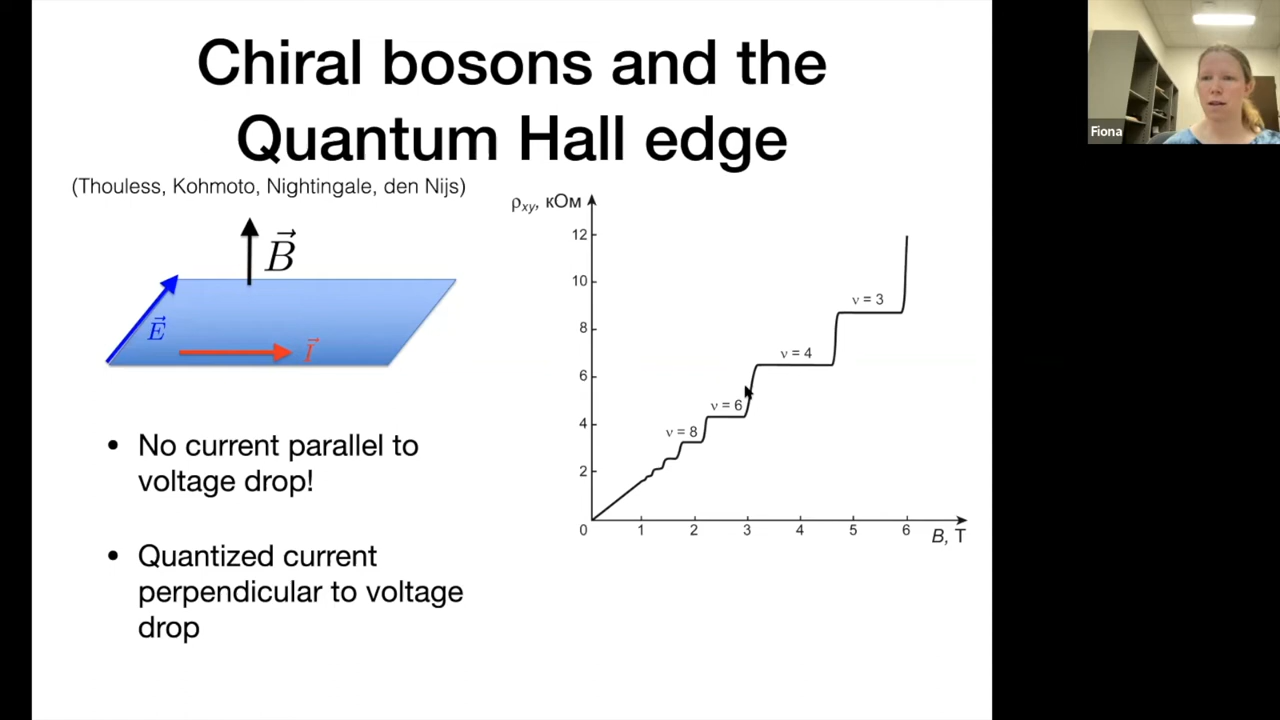 Chiral bosons and the
Quantum Hall edge
(Thouless, Kohmoto, Nightingale, den Nijs)
B
E
I
• No current parallel to
voltage drop!
• Quantized current
perpendicular to voltage
drop
ρxy, кОм
12
10
8
6
4
2
0
1 2 3 4 5 6
B, Т
ν = 3
ν = 4
ν = 6
ν = 8
Fiona